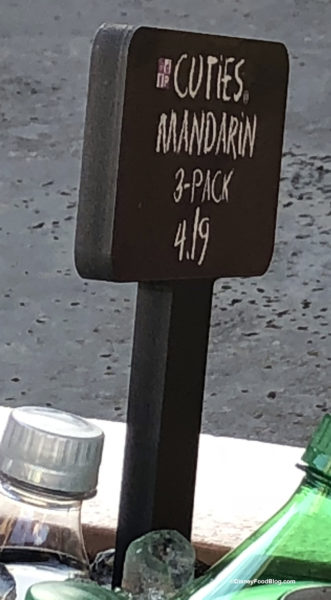 CUTiES®
MANDARiN
3-PACK
4.19
©DisneyFoodBlog.com